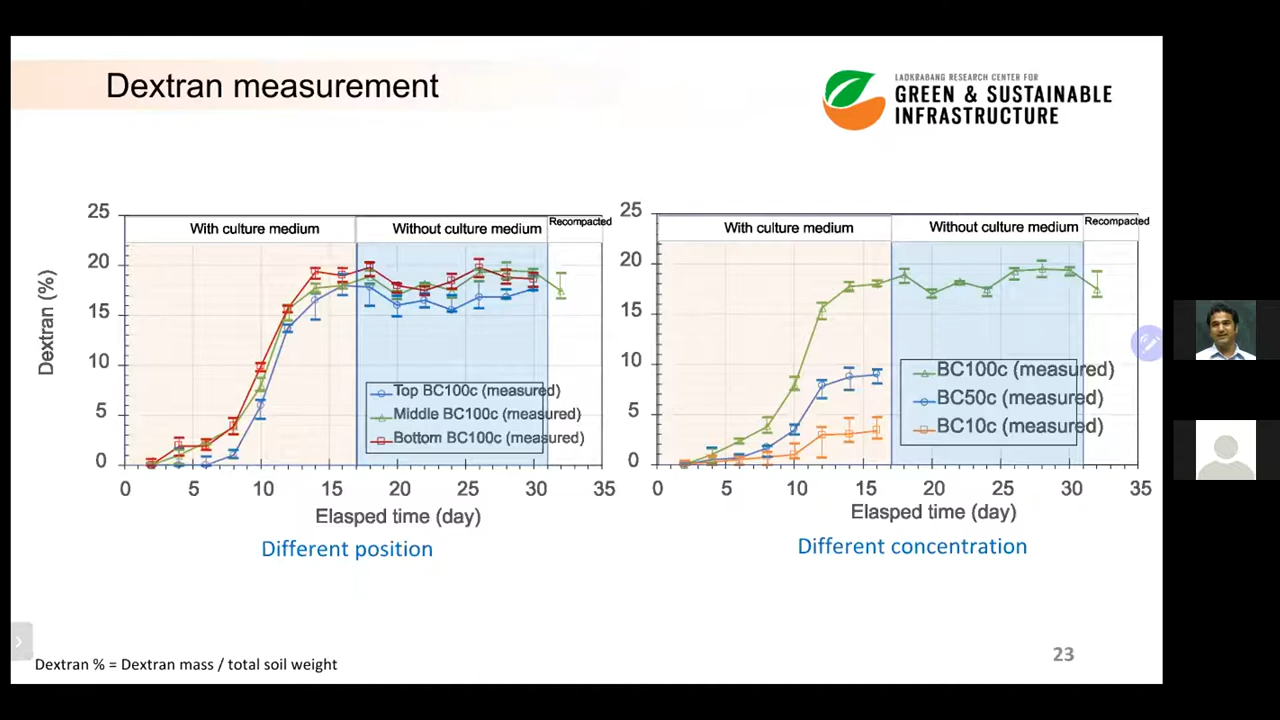 Dextran measurement
LADKRABANG RESEARCH CENTER FOR
GREEN & SUSTAINABLE
INFRASTRUCTURE
Dextran (%)
25
20
15
10
5
0
With culture medium
Without culture medium
Recompacted
Top BC100c (measured)
Middle BC100c (measured)
Bottom BC100c (measured)
0 5 10 15 20 25 30 35
Elasped time (day)
Different position
25
20
15
10
5
0
With culture medium
Without culture medium
Recompacted
BC100c (measured)
BC50c (measured)
BC10c (measured)
0 5 10 15 20 25 30 35
Elasped time (day)
Different concentration
Dextran % = Dextran mass / total soil weight
23